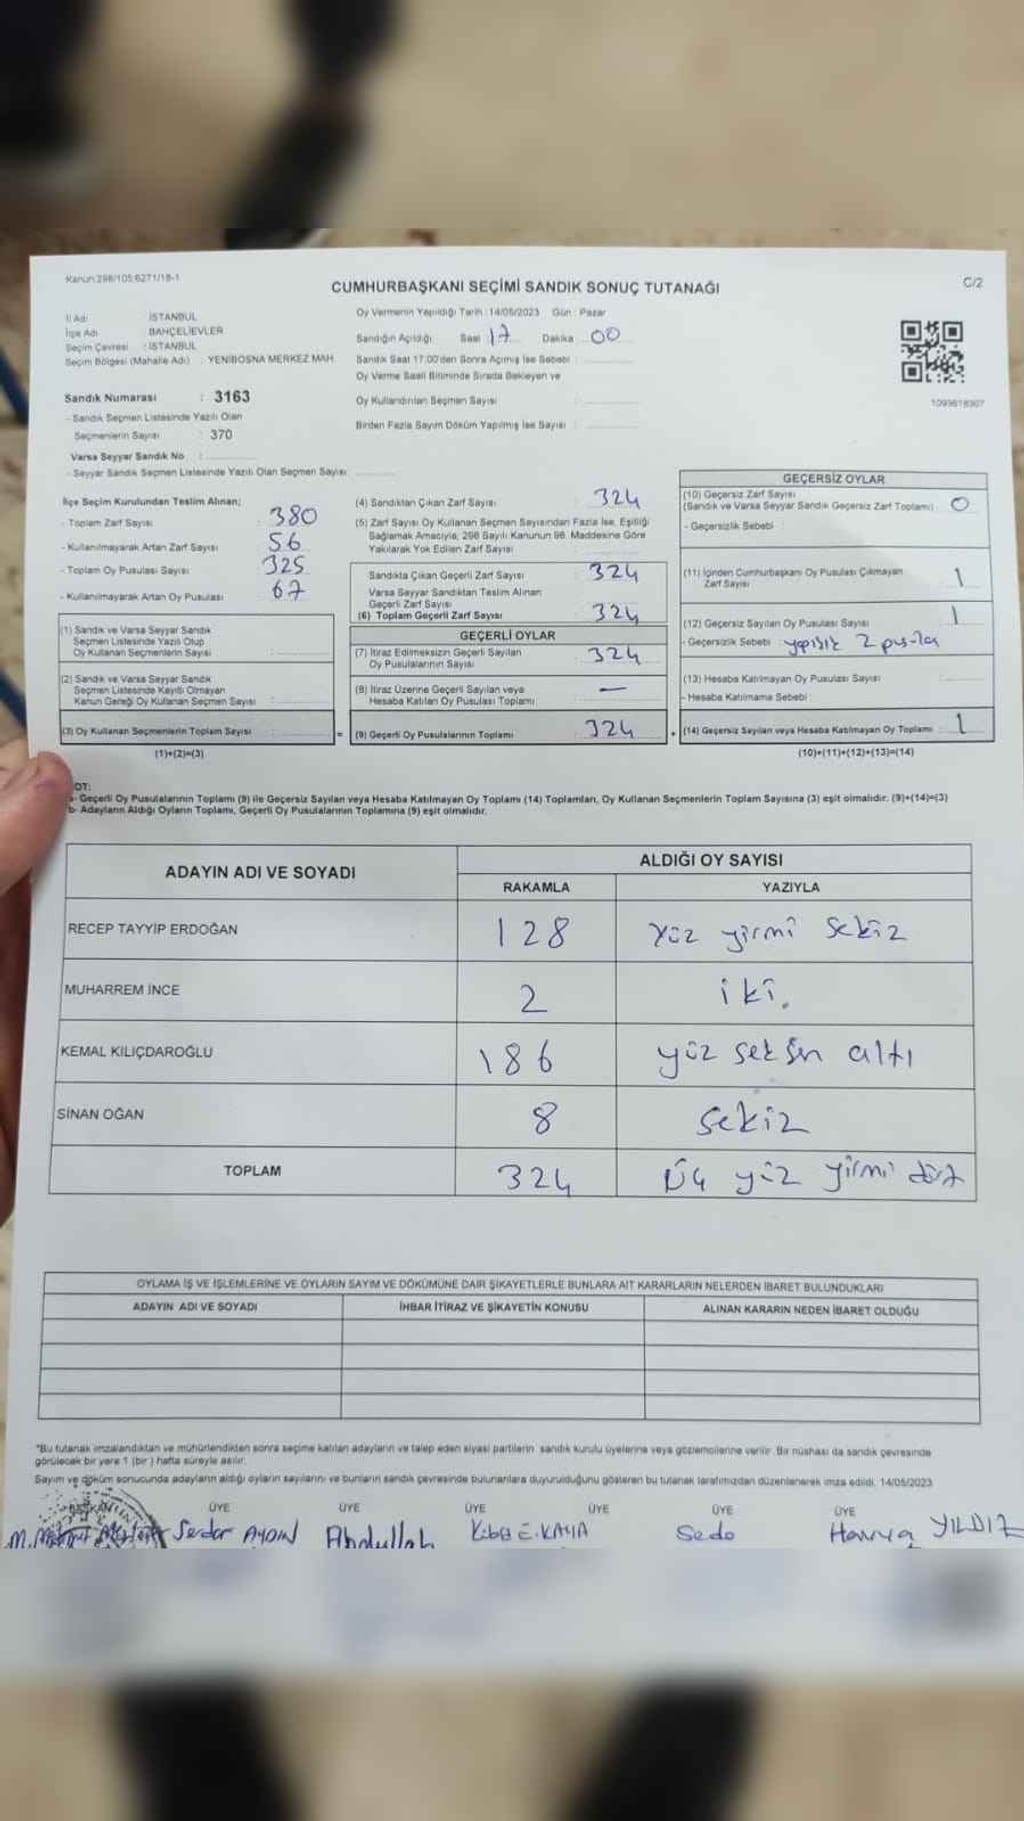 Kanun:298/105;6271/18-1
C/2
CUMHURBAŞKANI SEÇİMİ SANDIK SONUÇ TUTANAĞI
İl Adı : İSTANBUL
İlçe Adı : BAHÇELİEVLER
Seçim Çevresi : İSTANBUL
Seçim Bölgesi (Mahalle Adı) : YENİBOSNA MERKEZ MAH.
Sandık Numarası : 3163
- Sandık Seçmen Listesinde Yazılı Olan
Seçmenlerin Sayısı : 370
Varsa Seyyar Sandık No :
- Seyyar Sandık Seçmen Listesinde Yazılı Olan Seçmen Sayısı
Oy Vermenin Yapıldığı Tarih : 14/05/2023 Gün : Pazar
Sandığın Açıldığı Saat 17 Dakika 00
Sandık Saat 17:00'den Sonra Açılmış İse Sebebi :
Oy Verme Saati Bitiminde Sırada Bekleyen ve
Oy Kullandırılan Seçmen Sayısı :
Birden Fazla Sayım Döküm Yapılmış İse Sayısı :
1093618307
İlçe Seçim Kurulundan Teslim Alınan;
- Toplam Zarf Sayısı : 380
- Kullanılmayarak Artan Zarf Sayısı : 56
- Toplam Oy Pusulası Sayısı : 325
- Kullanılmayarak Artan Oy Pusulası : 67
(1) Sandık ve Varsa Seyyar Sandık
Seçmen Listesinde Yazılı Olup
Oy Kullanan Seçmenlerin Sayısı :
(2) Sandık ve Varsa Seyyar Sandık
Seçmen Listesinde Kayıtlı Olmayan
Kanun Gereği Oy Kullanan Seçmen Sayısı :
(3) Oy Kullanan Seçmenlerin Toplam Sayısı :
(1)+(2)=(3)
(4) Sandıktan Çıkan Zarf Sayısı : 324
(5) Zarf Sayısı Oy Kullanan Seçmen Sayısından Fazla İse, Eşitliği
Sağlamak Amacıyla; 298 Sayılı Kanunun 98. Maddesine Göre
Yakılarak Yok Edilen Zarf Sayısı :
Sandıkta Çıkan Geçerli Zarf Sayısı : 324
Varsa Seyyar Sandıktan Teslim Alınan
Geçerli Zarf Sayısı :
(6) Toplam Geçerli Zarf Sayısı : 324
GEÇERLİ OYLAR
(7) İtiraz Edilmeksizin Geçerli Sayılan
Oy Pusulalarının Sayısı : 324
(8) İtiraz Üzerine Geçerli Sayılan veya
Hesaba Katılan Oy Pusulası Toplamı : —
= (9) Geçerli Oy Pusulalarının Toplamı : 324
GEÇERSİZ OYLAR
(10) Geçersiz Zarf Sayısı
(Sandık ve Varsa Seyyar Sandık Geçersiz Zarf Toplamı) : 0
- Geçersizlik Sebebi :
(11) İçinden Cumhurbaşkanı Oy Pusulası Çıkmayan
Zarf Sayısı : 1
(12) Geçersiz Sayılan Oy Pusulası Sayısı : 1
- Geçersizlik Sebebi : yapışık 2 pusula
(13) Hesaba Katılmayan Oy Pusulası Sayısı :
- Hesaba Katılmama Sebebi :
+ (14) Geçersiz Sayılan veya Hesaba Katılmayan Oy Toplamı : 1
(10)+(11)+(12)+(13)=(14)
NOT:
a- Geçerli Oy Pusulalarının Toplamı (9) ile Geçersiz Sayılan veya Hesaba Katılmayan Oy Toplamı (14) Toplamları, Oy Kullanan Seçmenlerin Toplam Sayısına (3) eşit olmalıdır. (9)+(14)=(3)
b- Adayların Aldığı Oyların Toplamı, Geçerli Oy Pusulalarının Toplamına (9) eşit olmalıdır.
ADAYIN ADI VE SOYADI
ALDIĞI OY SAYISI
RAKAMLA YAZIYLA
RECEP TAYYİP ERDOĞAN 128 Yüz yirmi sekiz
MUHARREM İNCE 2 iki.
KEMAL KILIÇDAROĞLU 186 yüz seksen altı
SİNAN OĞAN 8 sekiz
TOPLAM 324 Üç yüz yirmi dört
OYLAMA İŞ VE İŞLEMLERİNE VE OYLARIN SAYIM VE DÖKÜMÜNE DAİR ŞİKAYETLERLE BUNLARA AİT KARARLARIN NELERDEN İBARET BULUNDUKLARI
ADAYIN ADI VE SOYADI İHBAR İTİRAZ VE ŞİKAYETİN KONUSU ALINAN KARARIN NEDEN İBARET OLDUĞU
*Bu tutanak imzalandıktan ve mühürlendikten sonra seçime katılan adayların ve talep eden siyasi partilerin sandık kurulu üyelerine veya gözlemcilerine verilir. Bir nüshası da sandık çevresinde
görülecek bir yere 1 (bir) hafta süreyle asılır.
Sayım ve döküm sonucunda adayların aldığı oyların sayılarını ve bunların sandık çevresinde bulunanlara duyurulduğunu gösteren bu tutanak tarafımızdan düzenlenerek imza edildi. 14/05/2023
BAŞKAN ÜYE ÜYE ÜYE ÜYE ÜYE ÜYE
Serdar AYDIN Abdullah E.KAYA Seda YILDIZ